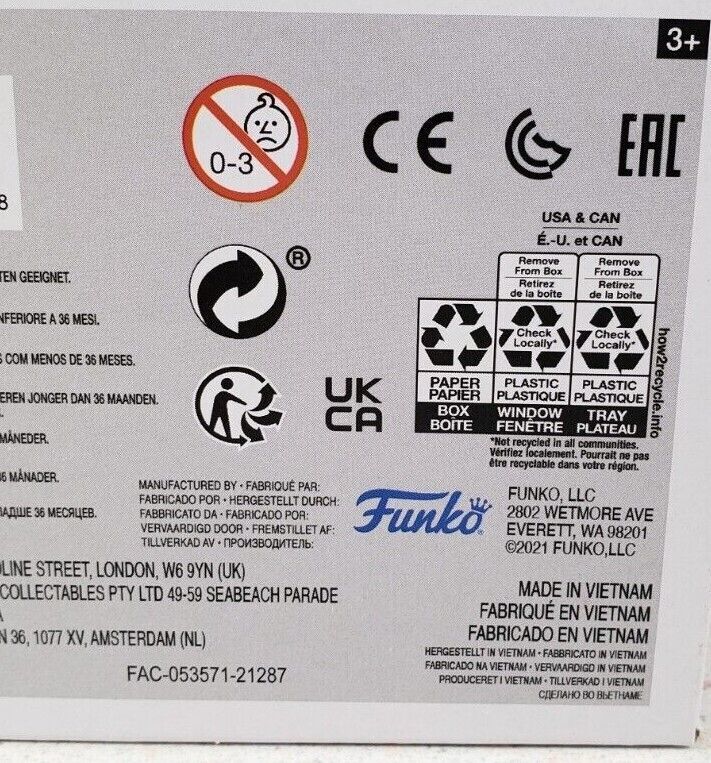 3+
0-3
CE
EAC
8
USA & CAN
É.-U. et CAN
Remove
From Box
Retirez
de la boîte
Remove
From Box
Retirez
de la boîte
®
Check
Locally*
Check
Locally*
PAPER
PAPIER
BOX
BOÎTE
PLASTIC
PLASTIQUE
WINDOW
FENÊTRE
PLASTIC
PLASTIQUE
TRAY
PLATEAU
how2recycle.info
*Not recycled in all communities.
Vérifiez localement. Pourrait ne pas
être recyclable dans votre région.
TEN GEEIGNET.
NFERIORE A 36 MESI.
S COM MENOS DE 36 MESES.
EREN JONGER DAN 36 MAANDEN.
MÅNEDER.
36 MÅNADER.
ЛАДШЕ 36 МЕСЯЦЕВ.
UK
CA
MANUFACTURED BY • FABRIQUÉ PAR:
FABRICADO POR • HERGESTELLT DURCH:
FABBRICATO DA • FABRICADO POR:
VERVAARDIGD DOOR • FREMSTILLET AF:
TILLVERKAD AV • ПРОИЗВОДИТЕЛЬ:
Funko
FUNKO, LLC
2802 WETMORE AVE
EVERETT, WA 98201
©2021 FUNKO,LLC
LINE STREET, LONDON, W6 9YN (UK)
COLLECTABLES PTY LTD 49-59 SEABEACH PARADE
A
N 36, 1077 XV, AMSTERDAM (NL)
FAC-053571-21287
MADE IN VIETNAM
FABRIQUÉ EN VIETNAM
FABRICADO EN VIETNAM
HERGESTELLT IN VIETNAM • FABBRICATO IN VIETNAM
FABRICADO NA VIETNAM • VERVAARDIGD IN VIETNAM
PRODUCERET I VIETNAM • TILLVERKAD I VIETNAM
СДЕЛАНО ВО ВЬЕТНАМЕ